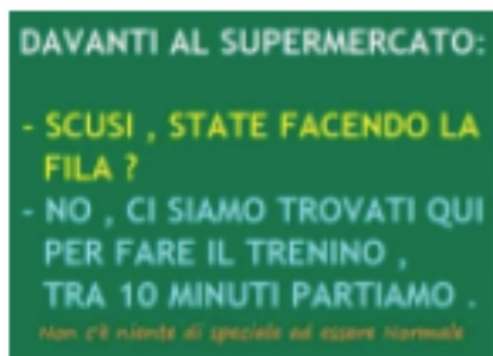 DAVANTI AL SUPERMERCATO:
- SCUSI , STATE FACENDO LA
FILA ?
- NO , CI SIAMO TROVATI QUI
PER FARE IL TRENINO ,
TRA 10 MINUTI PARTIAMO .
Non c'è niente di speciale ad essere Normale